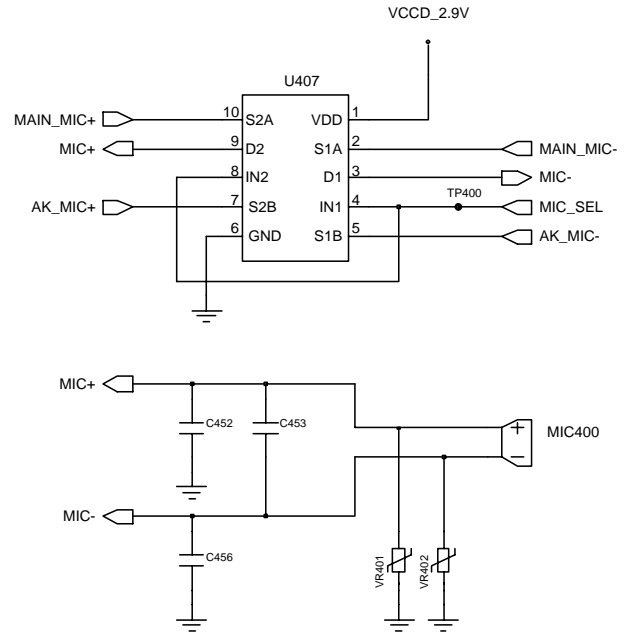 VCCD_2.9V
U407
MAIN_MIC+ 10 S2A VDD 1
MIC+ 9 D2 S1A 2 MAIN_MIC-
8 IN2 D1 3 MIC-
AK_MIC+ 7 S2B IN1 4 TP400 MIC_SEL
6 GND S1B 5 AK_MIC-
MIC+
C452 C453 + MIC400
−
MIC-
C456 VR401 VR402